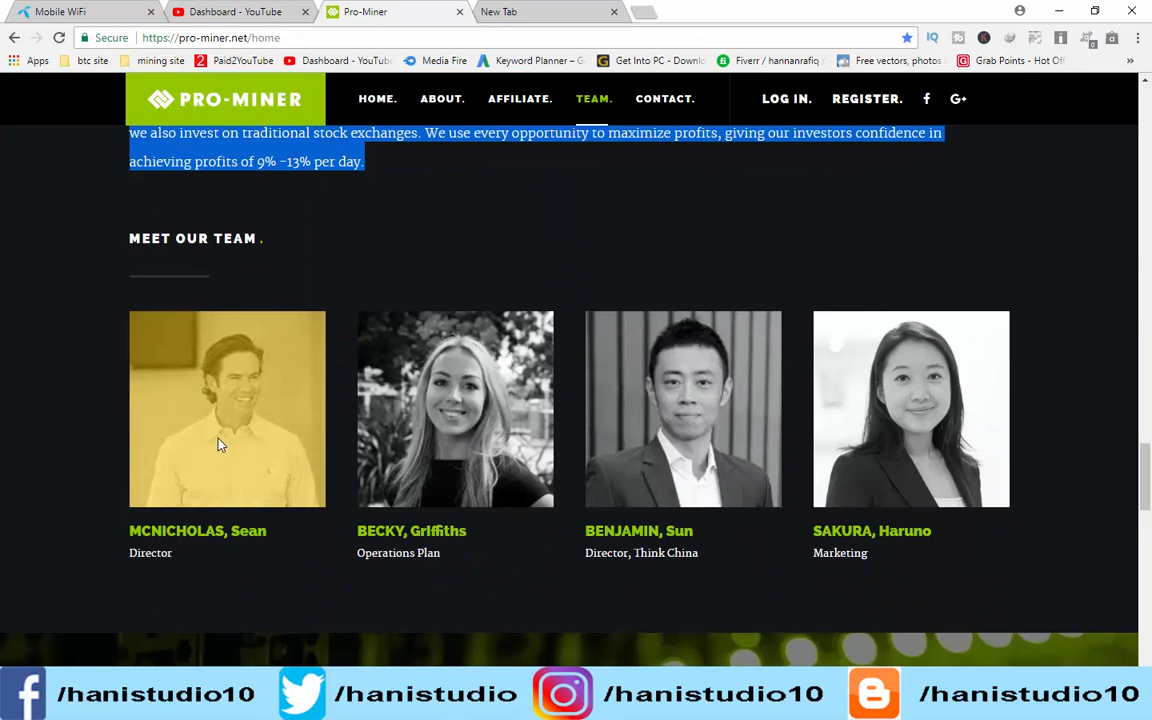 Mobile WiFi
Dashboard - YouTube
Pro-Miner
New Tab
Secure
https://pro-miner.net/home
Apps
btc site
mining site
Paid2YouTube
Dashboard - YouTu
Media Fire
Keyword Planner – G
Get Into PC - Downlo
Fiverr / hannanrafiq /
Free vectors, photos
Grab Points - Hot Off
PRO-MINER
HOME.
ABOUT.
AFFILIATE.
TEAM.
CONTACT.
LOG IN.
REGISTER.
we also invest on traditional stock exchanges. We use every opportunity to maximize profits, giving our investors confidence in
achieving profits of 9% –13% per day.
MEET OUR TEAM .
MCNICHOLAS, Sean
Director
BECKY, Griffiths
Operations Plan
BENJAMIN, Sun
Director, Think China
SAKURA, Haruno
Marketing
/hanistudio10
/hanistudio
/hanistudio10
/hanistudio10